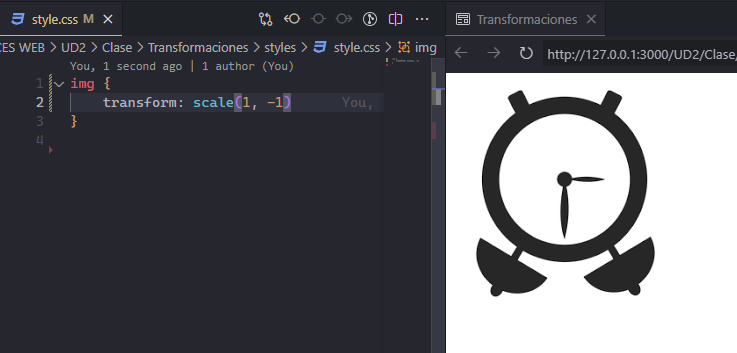 style.css M
Transformaciones
CES WEB > UD2 > Clase > Transformaciones > styles > style.css > img
http://127.0.0.1:3000/UD2/Clase/
You, 1 second ago | 1 author (You)
1 img {
2 transform: scale(1, -1) You,
3 }
4